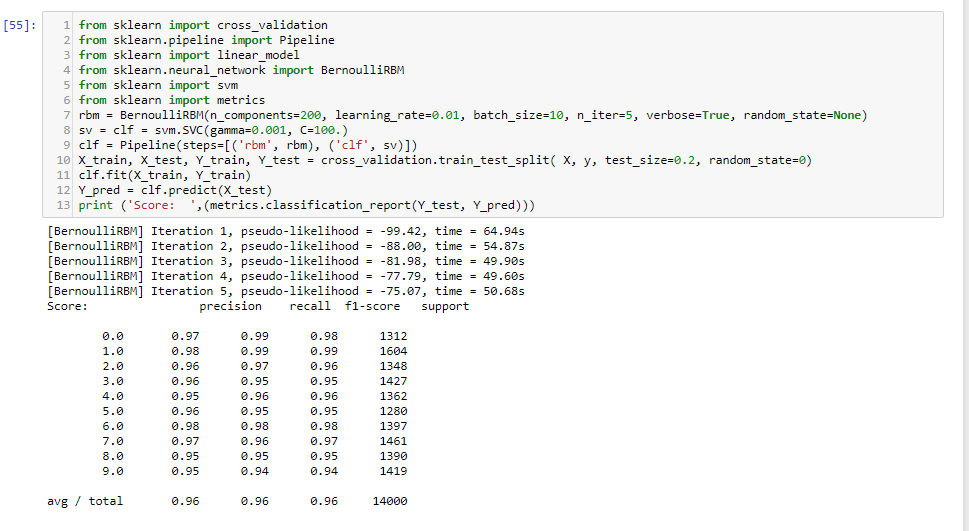 [55]:
1 from sklearn import cross_validation
2 from sklearn.pipeline import Pipeline
3 from sklearn import linear_model
4 from sklearn.neural_network import BernoulliRBM
5 from sklearn import svm
6 from sklearn import metrics
7 rbm = BernoulliRBM(n_components=200, learning_rate=0.01, batch_size=10, n_iter=5, verbose=True, random_state=None)
8 sv = clf = svm.SVC(gamma=0.001, C=100.)
9 clf = Pipeline(steps=[('rbm', rbm), ('clf', sv)])
10 X_train, X_test, Y_train, Y_test = cross_validation.train_test_split( X, y, test_size=0.2, random_state=0)
11 clf.fit(X_train, Y_train)
12 Y_pred = clf.predict(X_test)
13 print ('Score:  ',(metrics.classification_report(Y_test, Y_pred)))
[BernoulliRBM] Iteration 1, pseudo-likelihood = -99.42, time = 64.94s
[BernoulliRBM] Iteration 2, pseudo-likelihood = -88.00, time = 54.87s
[BernoulliRBM] Iteration 3, pseudo-likelihood = -81.98, time = 49.90s
[BernoulliRBM] Iteration 4, pseudo-likelihood = -77.79, time = 49.60s
[BernoulliRBM] Iteration 5, pseudo-likelihood = -75.07, time = 50.68s
Score: precision recall f1-score support
0.0 0.97 0.99 0.98 1312
1.0 0.98 0.99 0.99 1604
2.0 0.96 0.97 0.96 1348
3.0 0.96 0.95 0.95 1427
4.0 0.95 0.96 0.96 1362
5.0 0.96 0.95 0.95 1280
6.0 0.98 0.98 0.98 1397
7.0 0.97 0.96 0.97 1461
8.0 0.95 0.95 0.95 1390
9.0 0.95 0.94 0.94 1419
avg / total 0.96 0.96 0.96 14000